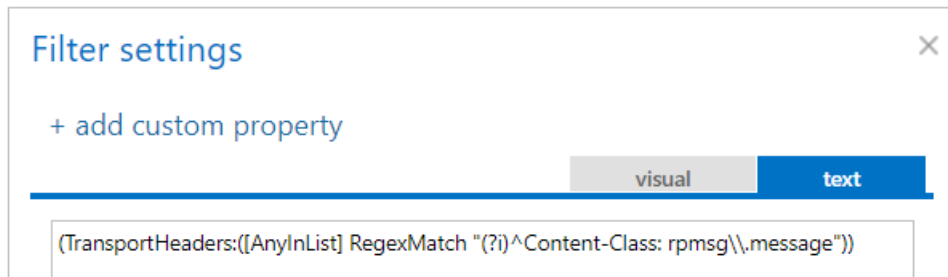 Filter settings
+ add custom property
visual text
(TransportHeaders:([AnyInList] RegexMatch "(?i)^Content-Class: rpmsg\\.message"))